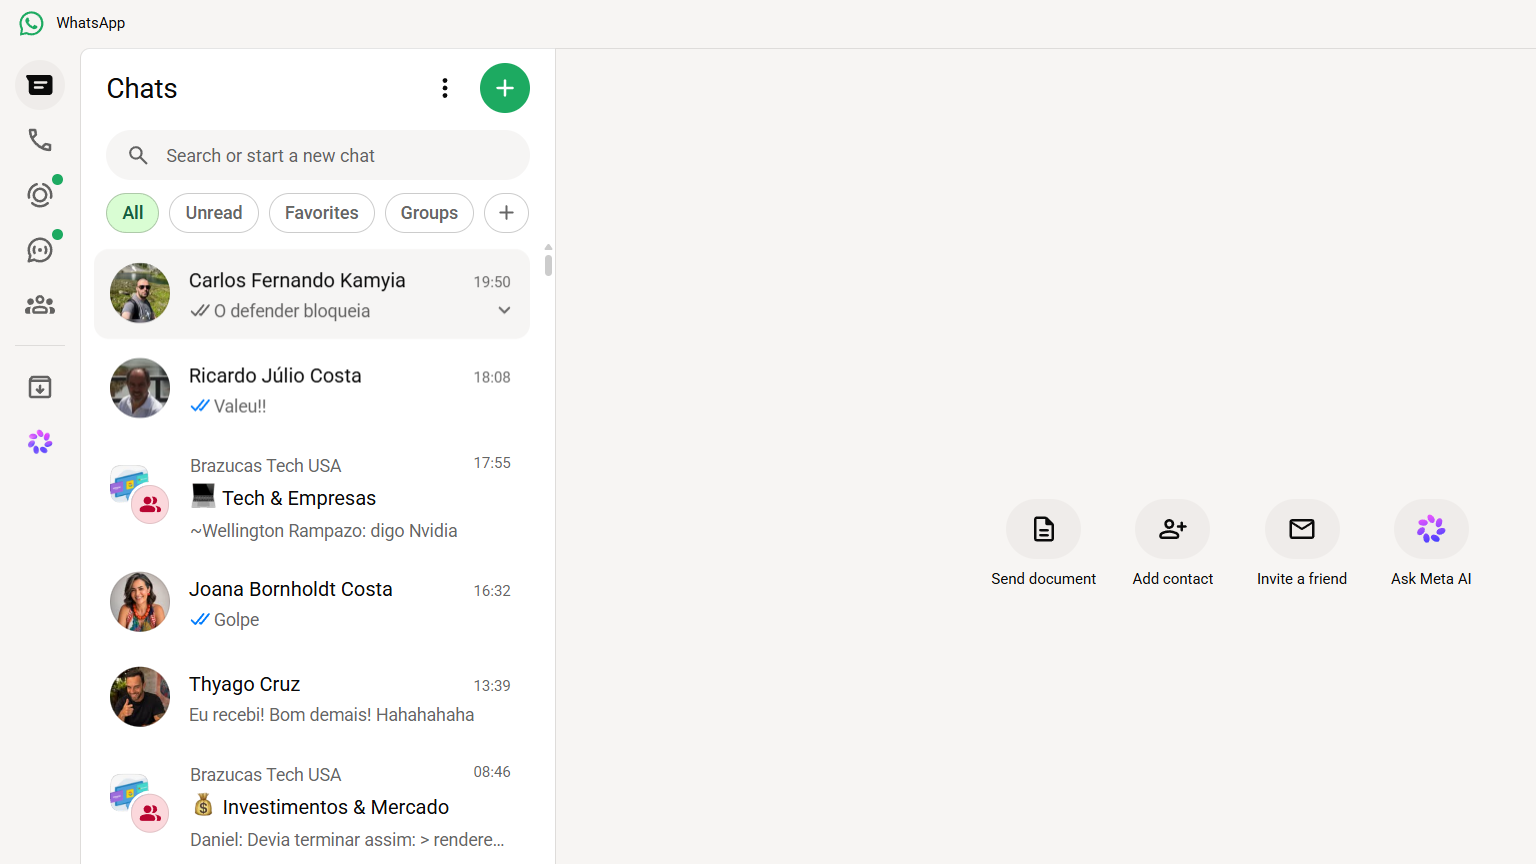 WhatsApp
Chats
Search or start a new chat
All
Unread
Favorites
Groups
Carlos Fernando Kamyia
19:50
O defender bloqueia
Ricardo Júlio Costa
18:08
Valeu!!
Brazucas Tech USA
17:55
Tech & Empresas
~Wellington Rampazo: digo Nvidia
Joana Bornholdt Costa
16:32
Golpe
Thyago Cruz
13:39
Eu recebi! Bom demais! Hahahahaha
Brazucas Tech USA
08:46
Investimentos & Mercado
Daniel: Devia terminar assim: > rendere...
Send document
Add contact
Invite a friend
Ask Meta AI